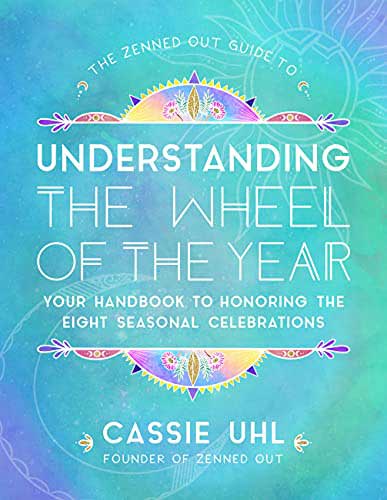 THE ZENNED OUT GUIDE TO
UNDERSTANDING
THE WHEEL
OF THE YEAR
YOUR HANDBOOK TO HONORING THE
EIGHT SEASONAL CELEBRATIONS
CASSIE UHL
FOUNDER OF ZENNED OUT